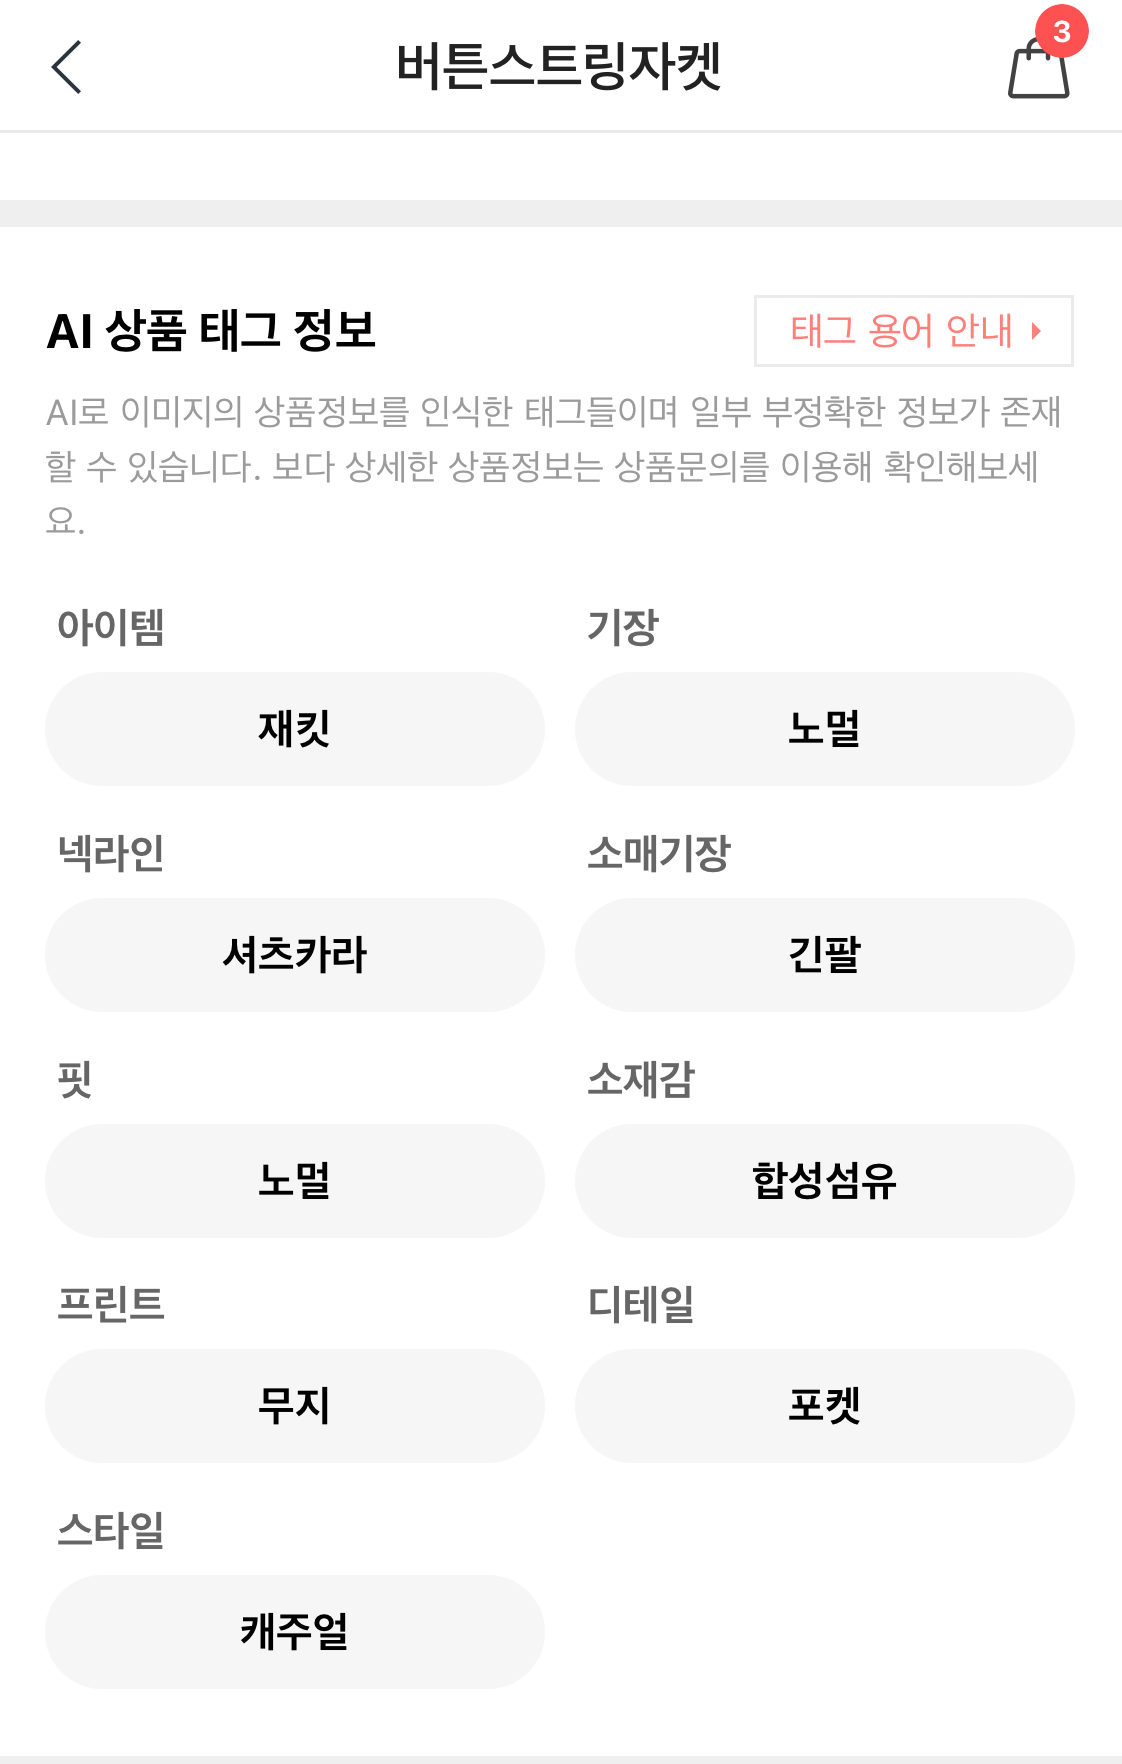 버튼스트링자켓
3
AI 상품 태그 정보
태그 용어 안내
AI로 이미지의 상품정보를 인식한 태그들이며 일부 부정확한 정보가 존재
할 수 있습니다. 보다 상세한 상품정보는 상품문의를 이용해 확인해보세
요.
아이템
기장
재킷
노멀
넥라인
소매기장
셔츠카라
긴팔
핏
소재감
노멀
합성섬유
프린트
디테일
무지
포켓
스타일
캐주얼